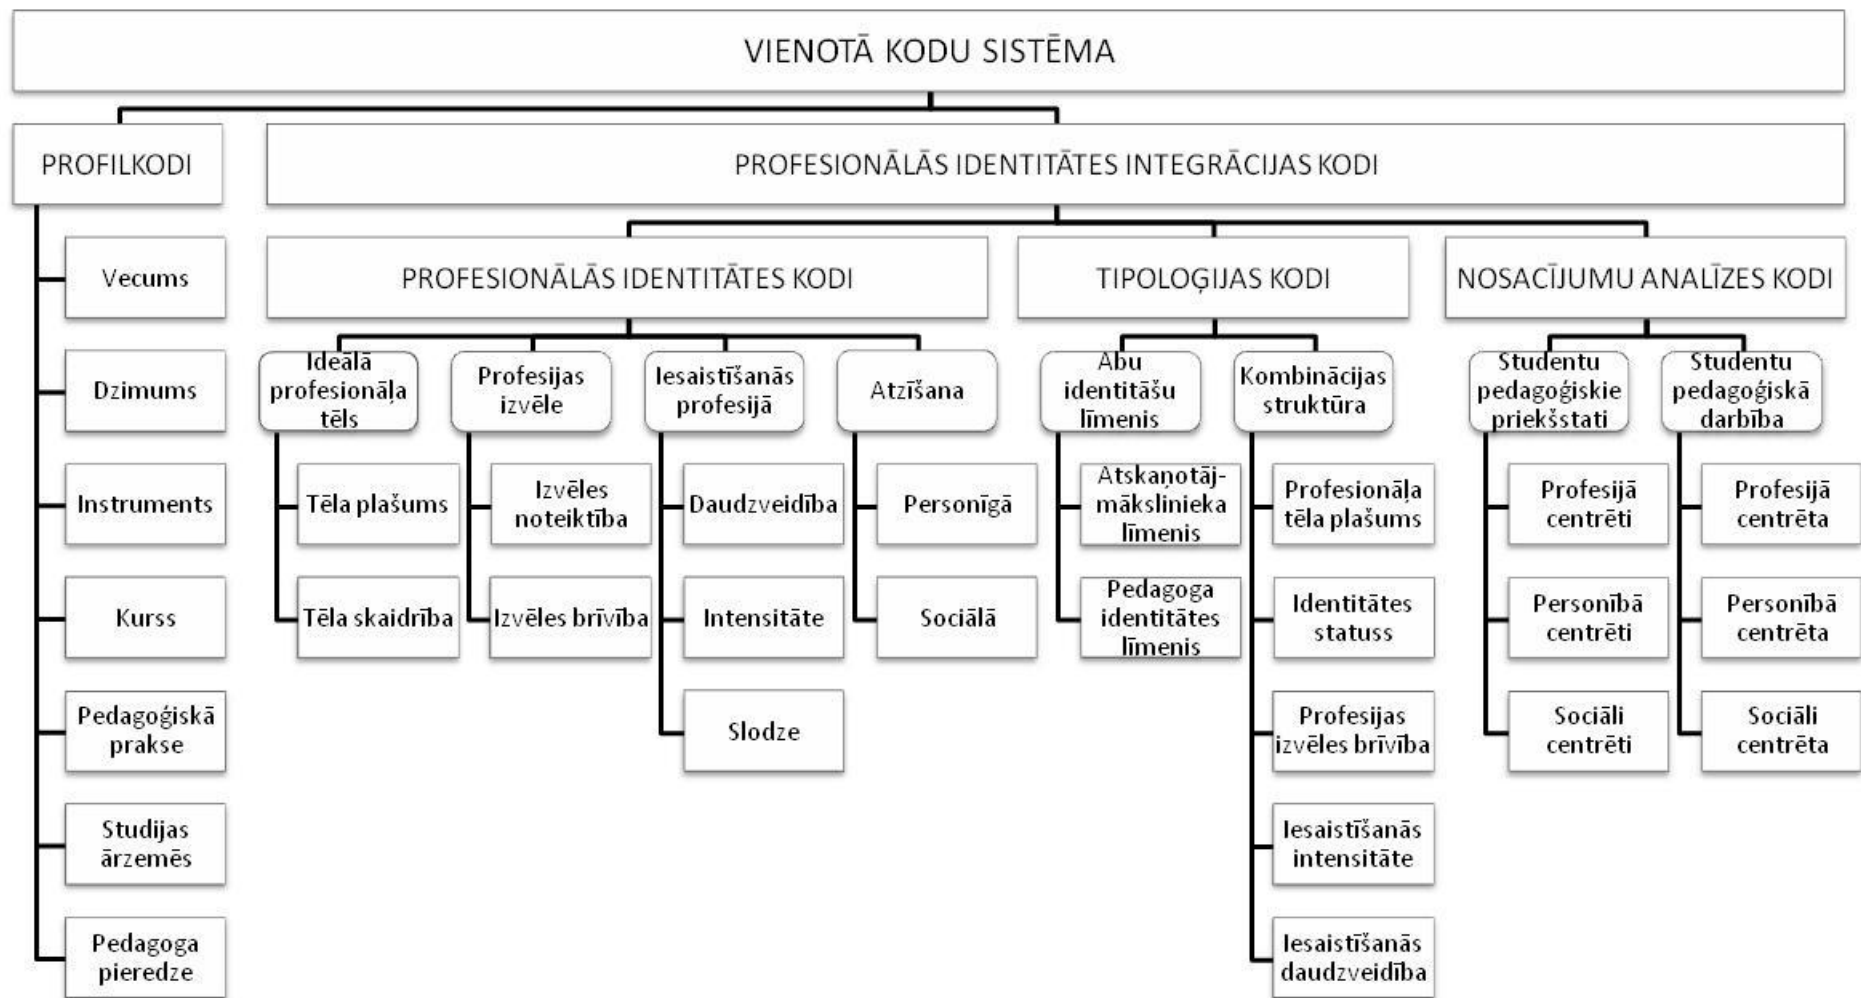 VIENOTĀ KODU SISTĒMA
PROFILKODI
PROFESIONĀLĀS IDENTITĀTES INTEGRĀCIJAS KODI
Vecums
Dzimums
Instruments
Kurss
Pedagoģiskā
prakse
Studijas
ārzemēs
Pedagoga
pieredze
PROFESIONĀLĀS IDENTITĀTES KODI
Ideālā
profesionāļa
tēls
Tēla plašums
Tēla skaidrība
Profesijas
izvēle
Izvēles
noteiktība
Izvēles brīvība
Iesaistīšanās
profesijā
Daudzveidība
Intensitāte
Slodze
Atzīšana
Personīgā
Sociālā
TIPOLOĢIJAS KODI
Abu
identitāšu
līmenis
Atskaņotāj-
mākslinieka
līmenis
Pedagoga
identitātes
līmenis
Kombinācijas
struktūra
Profesionāļa
tēla plašums
Identitātes
statuss
Profesijas
izvēles brīvība
Iesaistīšanās
intensitāte
Iesaistīšanās
daudzveidība
NOSACĪJUMU ANALĪZES KODI
Studentu
pedagoģiskie
priekšstati
Profesijā
centrēti
Personībā
centrēti
Sociāli
centrēti
Studentu
pedagoģiskā
darbība
Profesijā
centrēta
Personībā
centrēta
Sociāli
centrēta